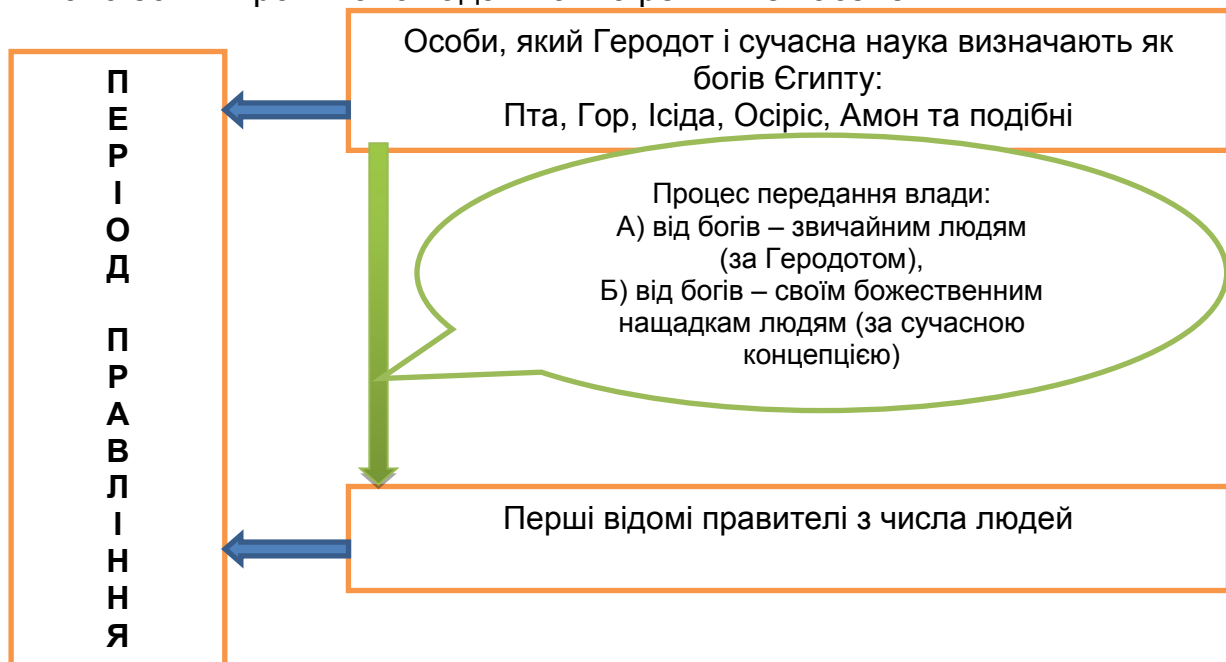 ПЕРІОД ПРАВЛІННЯ
Особи, який Геродот і сучасна наука визначають як
богів Єгипту:
Пта, Гор, Ісіда, Осіріс, Амон та подібні
Процес передання влади:
А) від богів – звичайним людям
(за Геродотом),
Б) від богів – своїм божественним
нащадкам людям (за сучасною
концепцією)
Перші відомі правителі з числа людей